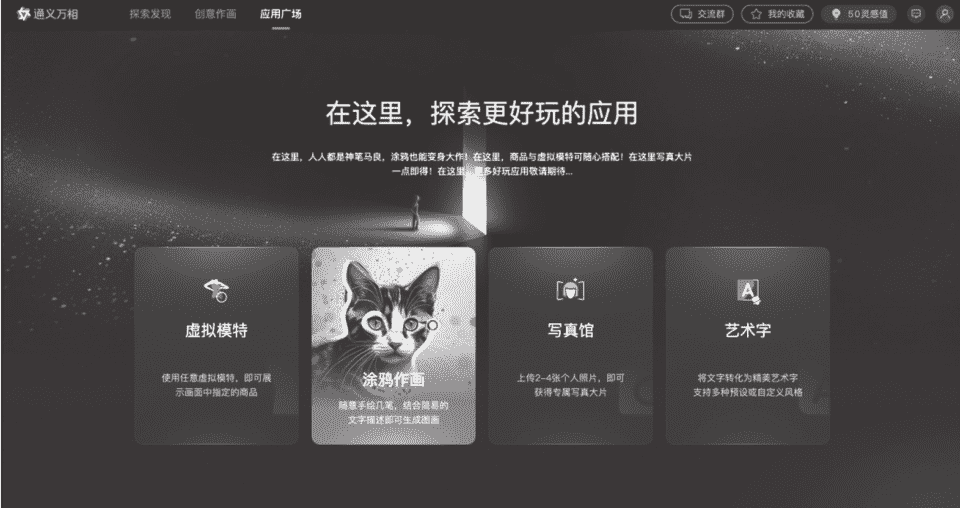 通义万相
探索发现
创意作画
应用广场
交流群
我的收藏
50灵感值
在这里，探索更好玩的应用
在这里，人人都是神笔马良，涂鸦也能变身大作！在这里，商品与虚拟模特可随心搭配！在这里写真大片
一点即得！在这里，更多好玩应用敬请期待...
虚拟模特
使用任意虚拟模特，即可展
示画面中指定的商品
涂鸦作画
随意手绘几笔，结合简易的
文字描述即可生成图画
写真馆
上传2-4张个人照片，即可
获得专属写真大片
艺术字
将文字转化为精美艺术字
支持多种预设或自定义风格